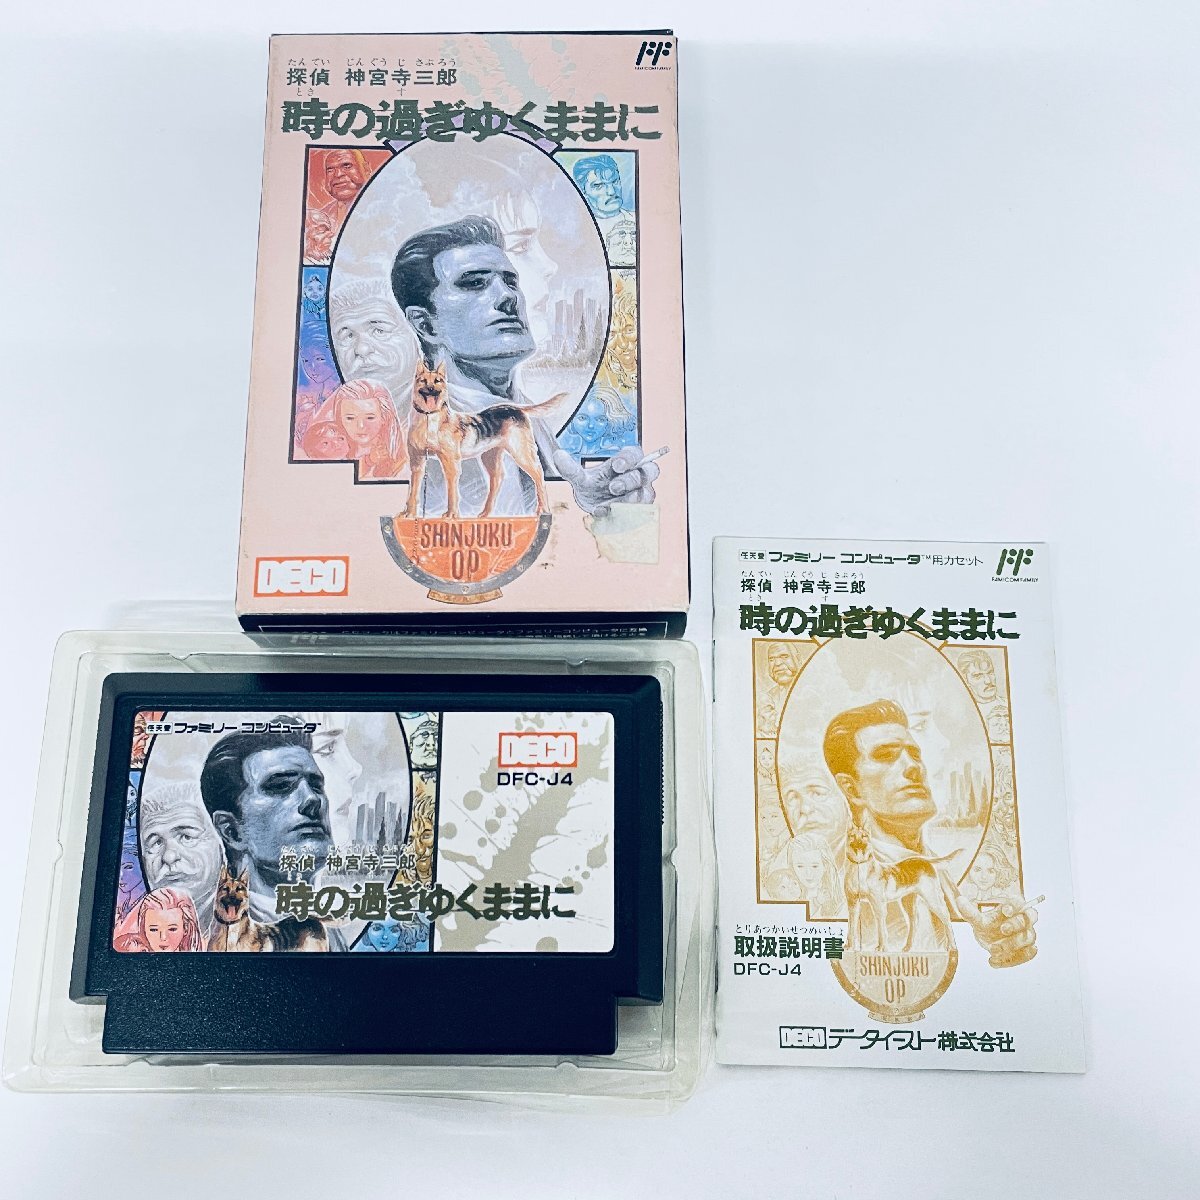 たんてい じんぐうじ さぶろう
探偵 神宮寺三郎
とき す
時の過ぎゆくままに
FAMICOM FAMILY
SHINJUKU
OP
DECO
任天堂 ファミリー コンピュータ™
DECO
DFC-J4
たんてい じんぐうじ さぶろう
探偵 神宮寺三郎
時の過ぎゆくままに
任天堂 ファミリー コンピュータ™用カセット
FAMICOM FAMILY
たんてい じんぐうじ さぶろう
探偵 神宮寺三郎
とき す
時の過ぎゆくままに
とりあつかいせつめいしょ
取扱説明書
DFC-J4
SHINJUKU
OP
DECO データイースト株式会社